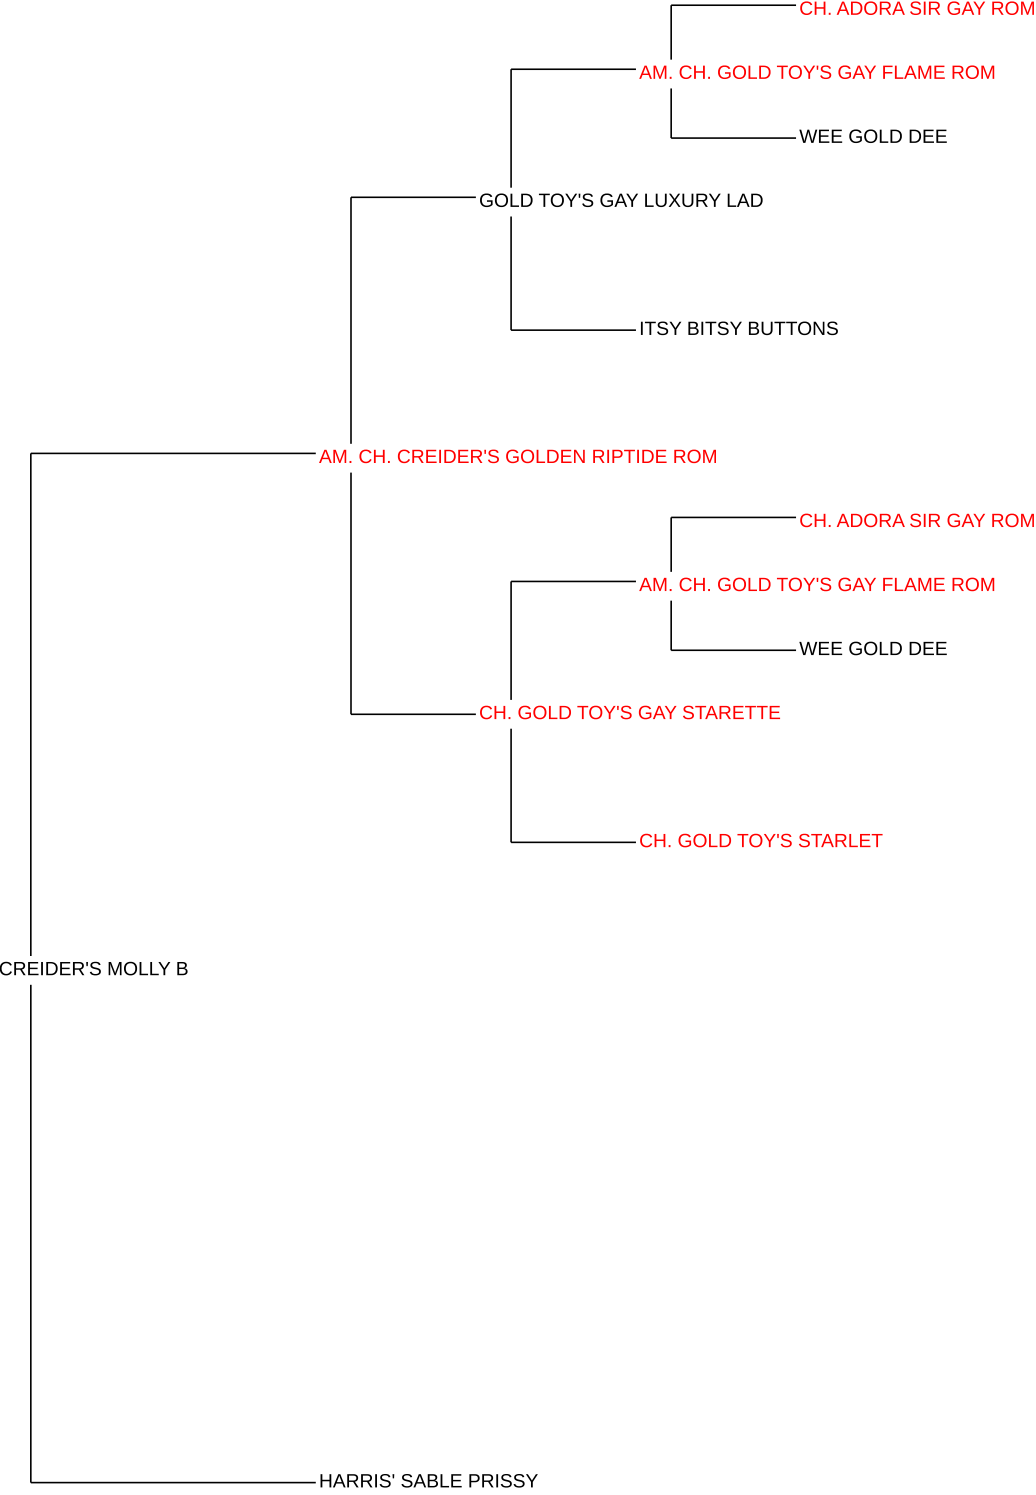 CH. ADORA SIR GAY ROM
AM. CH. GOLD TOY'S GAY FLAME ROM
WEE GOLD DEE
GOLD TOY'S GAY LUXURY LAD
ITSY BITSY BUTTONS
AM. CH. CREIDER'S GOLDEN RIPTIDE ROM
CH. ADORA SIR GAY ROM
AM. CH. GOLD TOY'S GAY FLAME ROM
WEE GOLD DEE
CH. GOLD TOY'S GAY STARETTE
CH. GOLD TOY'S STARLET
CREIDER'S MOLLY B
HARRIS' SABLE PRISSY